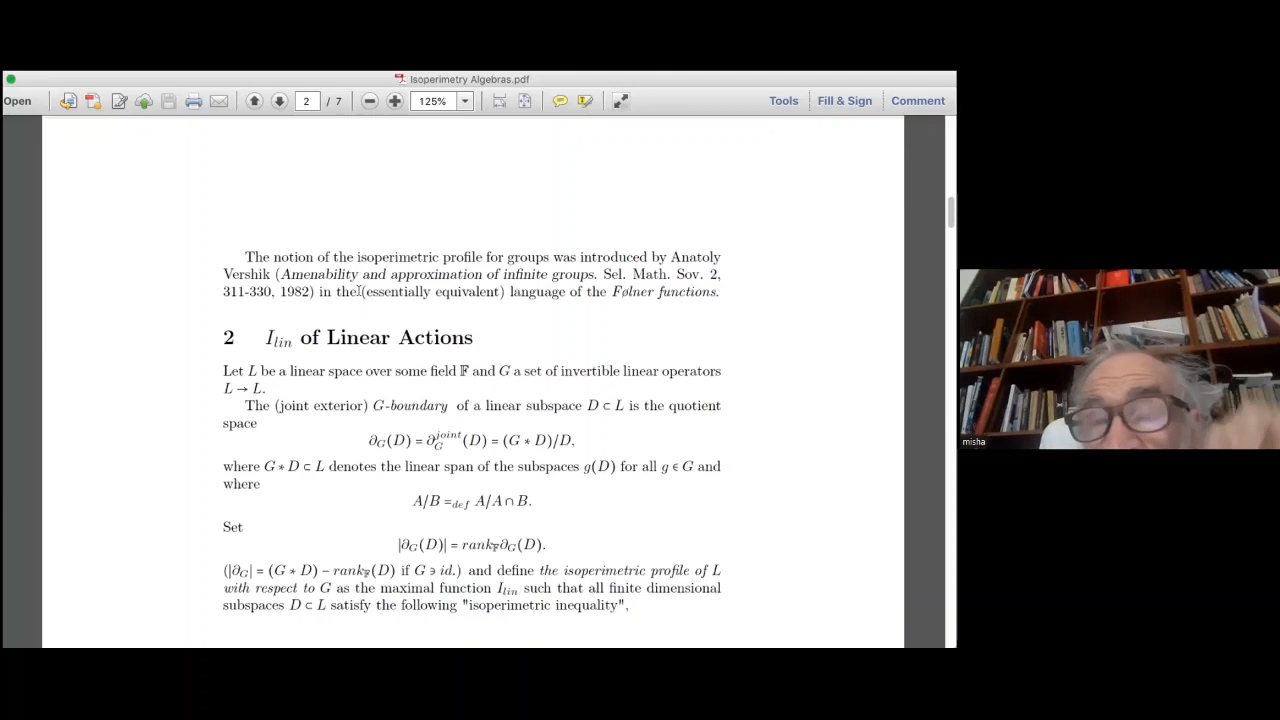 Isoperimetry Algebras.pdf
Open
2 / 7
125%
Tools Fill & Sign Comment
The notion of the isoperimetric profile for groups was introduced by Anatoly
Vershik (Amenability and approximation of infinite groups. Sel. Math. Sov. 2,
311-330, 1982) in the (essentially equivalent) language of the Følner functions.
2 I_lin of Linear Actions
Let L be a linear space over some field 𝔽 and G a set of invertible linear operators
L → L.
The (joint exterior) G-boundary of a linear subspace D ⊂ L is the quotient
space
∂_G(D) = ∂_G^joint(D) = (G * D)/D,
where G * D ⊂ L denotes the linear span of the subspaces g(D) for all g ∈ G and
where
A/B =_def A/A ∩ B.
Set
|∂_G(D)| = rank_𝔽∂_G(D).
(|∂_G| = (G * D) − rank_𝔽(D) if G ∋ id.) and define the isoperimetric profile of L
with respect to G as the maximal function I_lin such that all finite dimensional
subspaces D ⊂ L satisfy the following "isoperimetric inequality",
misha